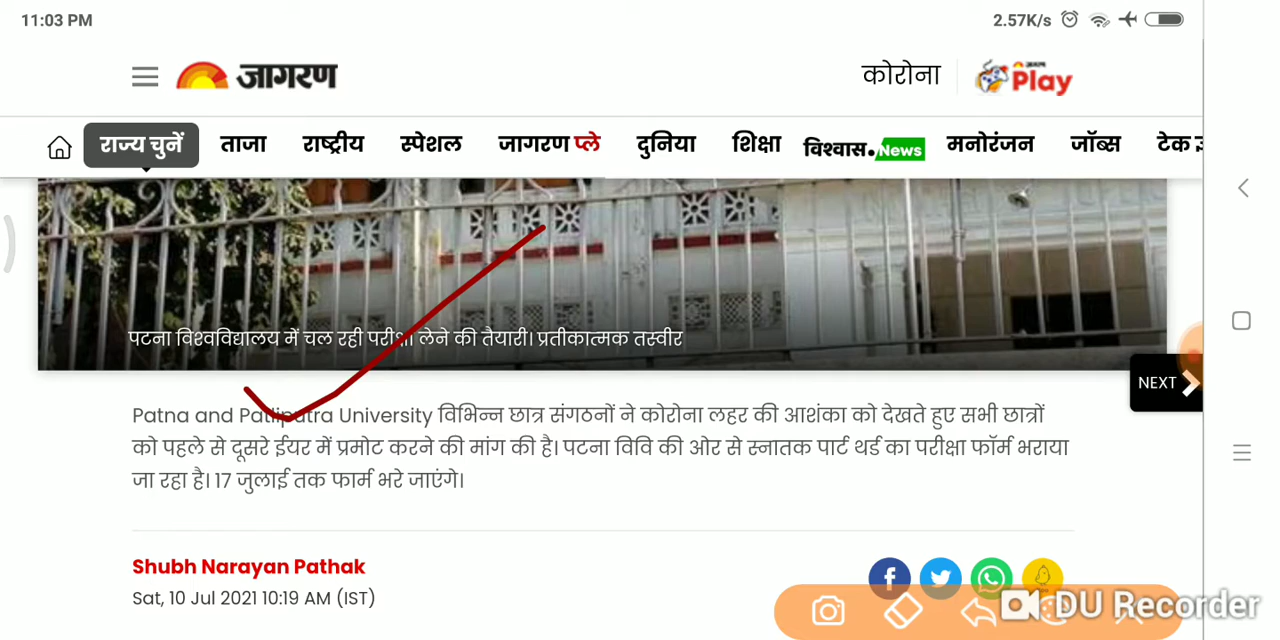 11:03 PM
2.57K/s
जागरण
कोरोना
जागरण Play
राज्य चुनें ताजा राष्ट्रीय स्पेशल जागरण प्ले दुनिया शिक्षा विश्वास.News मनोरंजन जॉब्स टेक
पटना विश्वविद्यालय में चल रही परीक्षा लेने की तैयारी। प्रतीकात्मक तस्वीर
NEXT
Patna and Patliputra University विभिन्न छात्र संगठनों ने कोरोना लहर की आशंका को देखते हुए सभी छात्रों
को पहले से दूसरे ईयर में प्रमोट करने की मांग की है। पटना विवि की ओर से स्नातक पार्ट थर्ड का परीक्षा फॉर्म भराया
जा रहा है। 17 जुलाई तक फार्म भरे जाएंगे।
Shubh Narayan Pathak
Sat, 10 Jul 2021 10:19 AM (IST)
DU Recorder